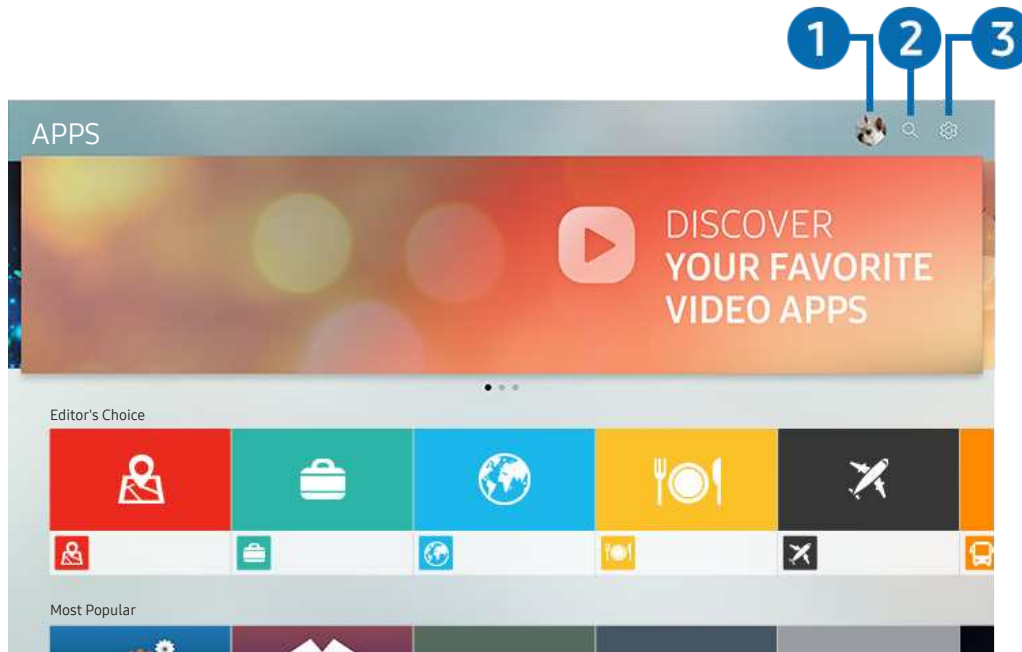 1 2 3
APPS
DISCOVER
YOUR FAVORITE
VIDEO APPS
Editor's Choice
Most Popular